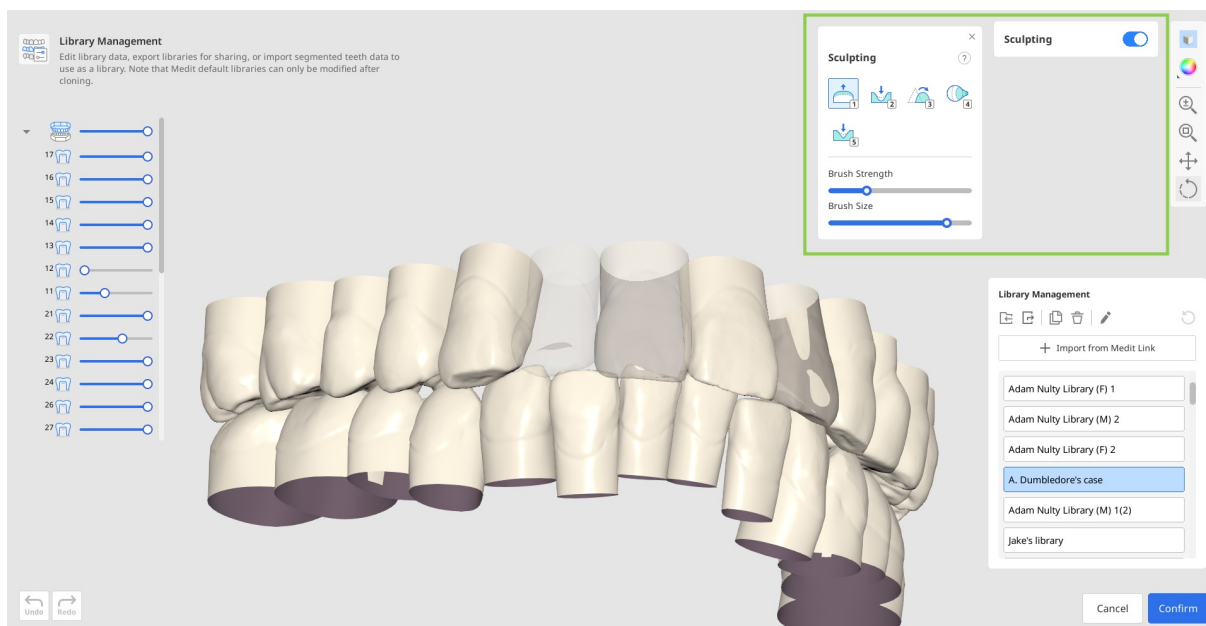 Library Management
Edit library data, export libraries for sharing, or import segmented teeth data to
use as a library. Note that Medit default libraries can only be modified after
cloning.
17
16
15
14
13
12
11
21
22
23
24
26
27
Undo
Redo
Sculpting
?
1
2
3
4
5
Brush Strength
Brush Size
Sculpting
Library Management
+ Import from Medit Link
Adam Nulty Library (F) 1
Adam Nulty Library (M) 2
Adam Nulty Library (F) 2
A. Dumbledore's case
Adam Nulty Library (M) 1(2)
Jake's library
Cancel
Confirm